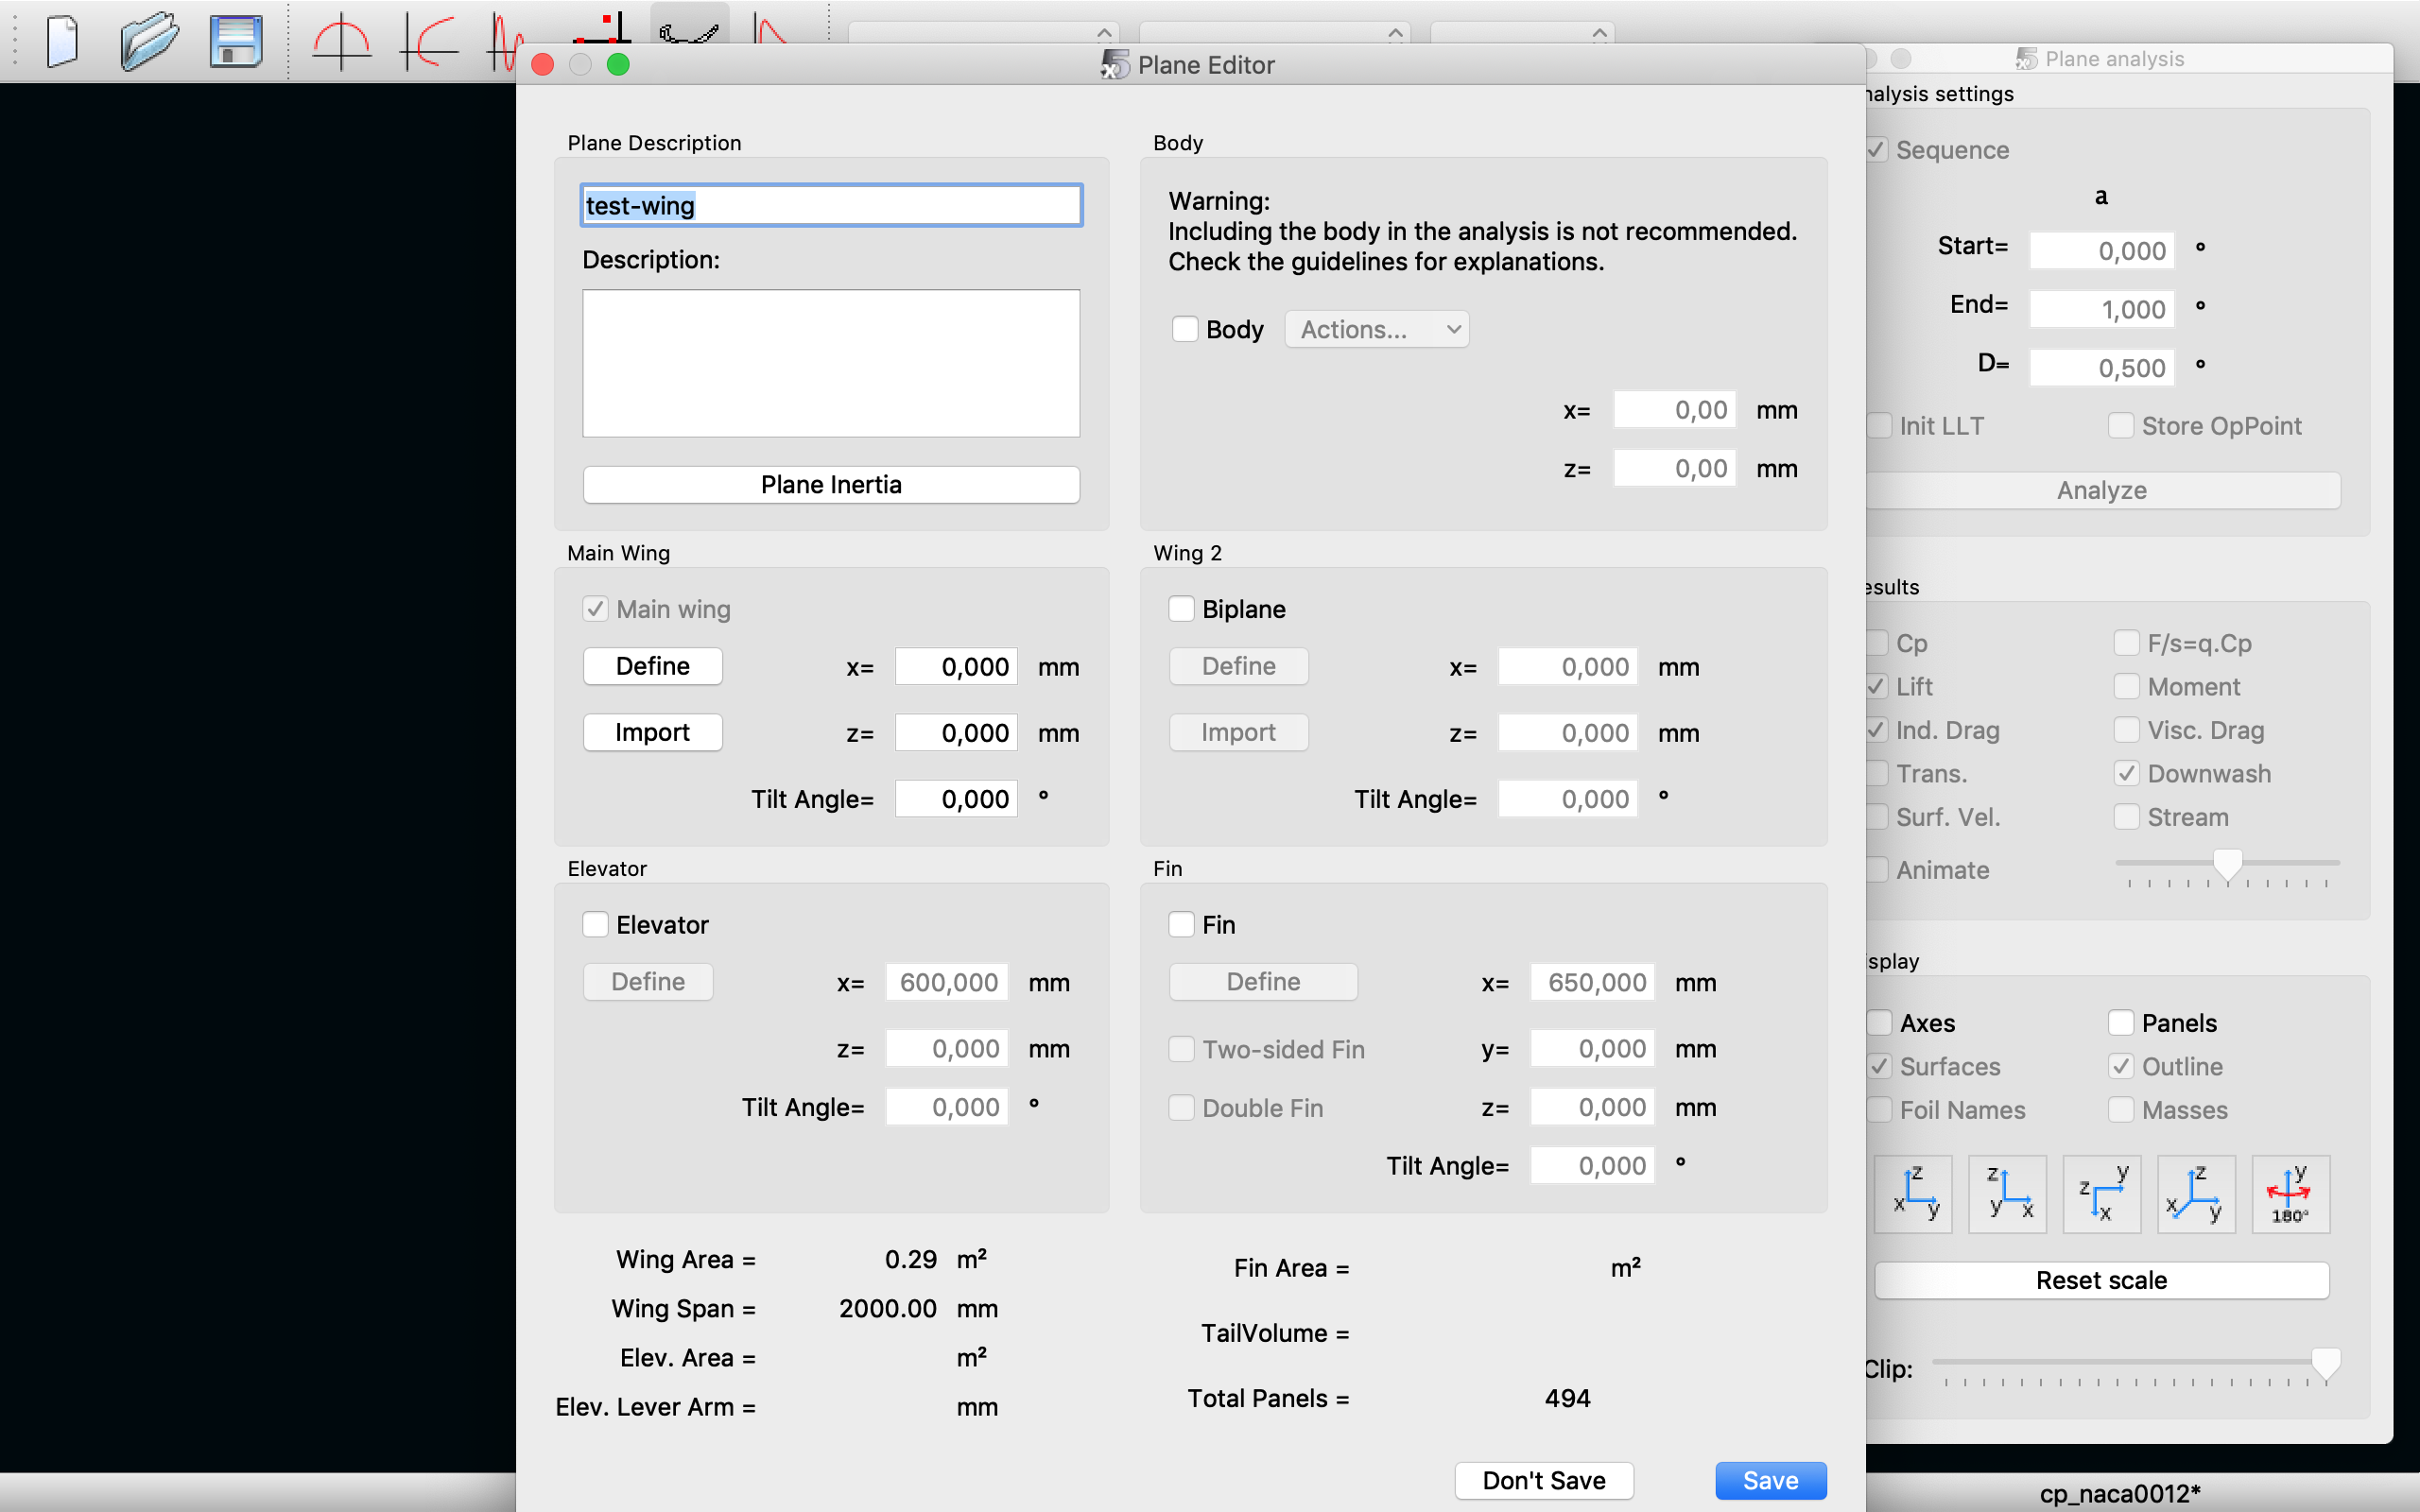 Plane Editor
Plane Description
test-wing
Description:
Plane Inertia
Body
Warning:
Including the body in the analysis is not recommended.
Check the guidelines for explanations.
Body Actions...
x= 0,00 mm
z= 0,00 mm
Main Wing
Main wing
Define x= 0,000 mm
Import z= 0,000 mm
Tilt Angle= 0,000 °
Wing 2
Biplane
Define x= 0,000 mm
Import z= 0,000 mm
Tilt Angle= 0,000 °
Elevator
Elevator
Define x= 600,000 mm
z= 0,000 mm
Tilt Angle= 0,000 °
Fin
Fin
Define x= 650,000 mm
Two-sided Fin y= 0,000 mm
Double Fin z= 0,000 mm
Tilt Angle= 0,000 °
Wing Area = 0.29 m²
Wing Span = 2000.00 mm
Elev. Area = m²
Elev. Lever Arm = mm
Fin Area = m²
TailVolume =
Total Panels = 494
Don't Save Save
Plane analysis
nalysis settings
Sequence
a
Start= 0,000 °
End= 1,000 °
D= 0,500 °
Init LLT Store OpPoint
Analyze
esults
Cp F/s=q.Cp
Lift Moment
Ind. Drag Visc. Drag
Trans. Downwash
Surf. Vel. Stream
Animate
splay
Axes Panels
Surfaces Outline
Foil Names Masses
z x y
z y x
y z x
z x y
y 180°
Reset scale
Clip:
cp_naca0012*